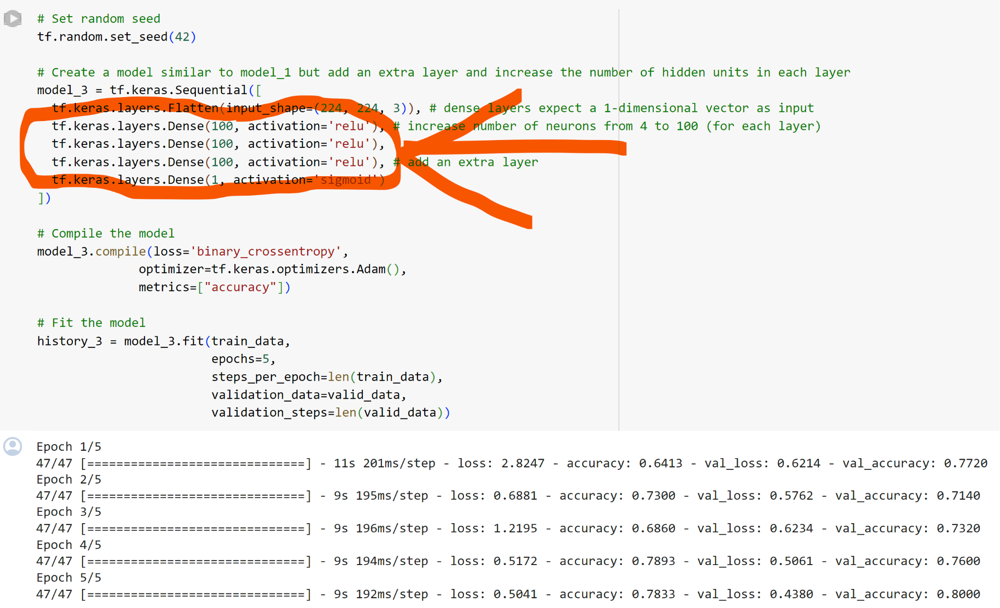 # Set random seed
tf.random.set_seed(42)
# Create a model similar to model_1 but add an extra layer and increase the number of hidden units in each layer
model_3 = tf.keras.Sequential([
  tf.keras.layers.Flatten(input_shape=(224, 224, 3)), # dense layers expect a 1-dimensional vector as input
  tf.keras.layers.Dense(100, activation='relu'), # increase number of neurons from 4 to 100 (for each layer)
  tf.keras.layers.Dense(100, activation='relu'),
  tf.keras.layers.Dense(100, activation='relu'), # add an extra layer
  tf.keras.layers.Dense(1, activation='sigmoid')
])
# Compile the model
model_3.compile(loss='binary_crossentropy',
              optimizer=tf.keras.optimizers.Adam(),
              metrics=["accuracy"])
# Fit the model
history_3 = model_3.fit(train_data,
                        epochs=5,
                        steps_per_epoch=len(train_data),
                        validation_data=valid_data,
                        validation_steps=len(valid_data))
Epoch 1/5
47/47 [==============================] - 11s 201ms/step - loss: 2.8247 - accuracy: 0.6413 - val_loss: 0.6214 - val_accuracy: 0.7720
Epoch 2/5
47/47 [==============================] - 9s 195ms/step - loss: 0.6881 - accuracy: 0.7300 - val_loss: 0.5762 - val_accuracy: 0.7140
Epoch 3/5
47/47 [==============================] - 9s 196ms/step - loss: 1.2195 - accuracy: 0.6860 - val_loss: 0.6234 - val_accuracy: 0.7320
Epoch 4/5
47/47 [==============================] - 9s 194ms/step - loss: 0.5172 - accuracy: 0.7893 - val_loss: 0.5061 - val_accuracy: 0.7600
Epoch 5/5
47/47 [==============================] - 9s 192ms/step - loss: 0.5041 - accuracy: 0.7833 - val_loss: 0.4380 - val_accuracy: 0.8000